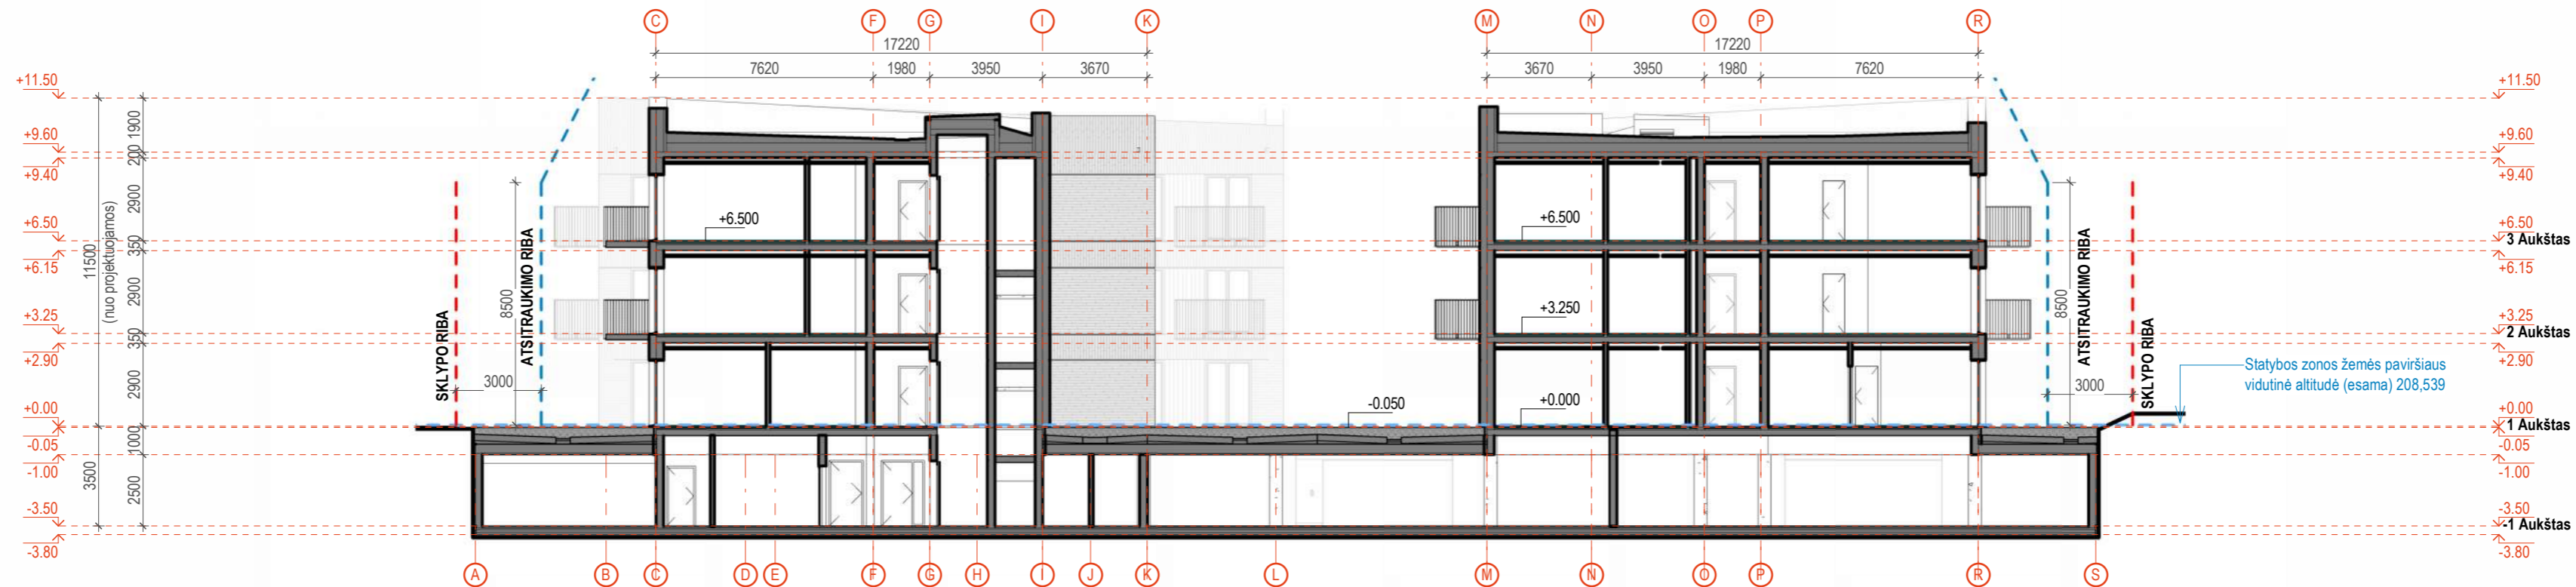 C F G I K M N O P R
17220 17220
7620 1980 3950 3670 3670 3950 1980 7620
+11.50 +11.50
1900
+9.60 +9.60
200
+9.40 +9.40
2900
11500
(nuo projektuojamos)
+6.500 +6.500
+6.50 +6.50
3 Aukštas
350
+6.15 +6.15
2900
SKLYPO RIBA
8500
ATSITRAUKIMO RIBA
3000
+3.250
8500
ATSITRAUKIMO RIBA
3000
SKLYPO RIBA
+3.25 +3.25
2 Aukštas
350
+2.90 +2.90
Statybos zonos žemės paviršiaus
vidutinė altitudė (esama) 208,539
2900
-0.050 +0.000
+0.00 +0.00
1 Aukštas
-0.05 -0.05
1000
-1.00 -1.00
3500
2500
-3.50 -3.50
-1 Aukštas
-3.80 -3.80
A B C D E F G H I J K L M N O P R S